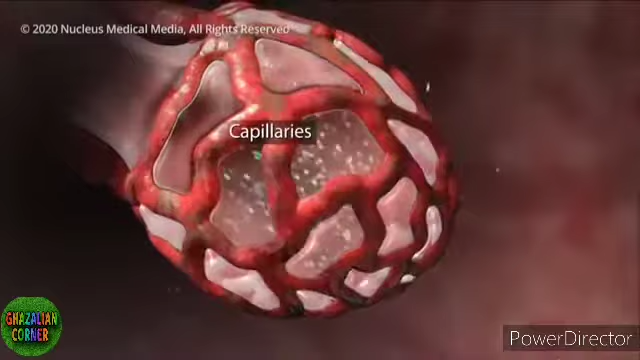 © 2020 Nucleus Medical Media, All Rights Reserved
Capillaries
GHAZALIAN
CORNER
PowerDirector